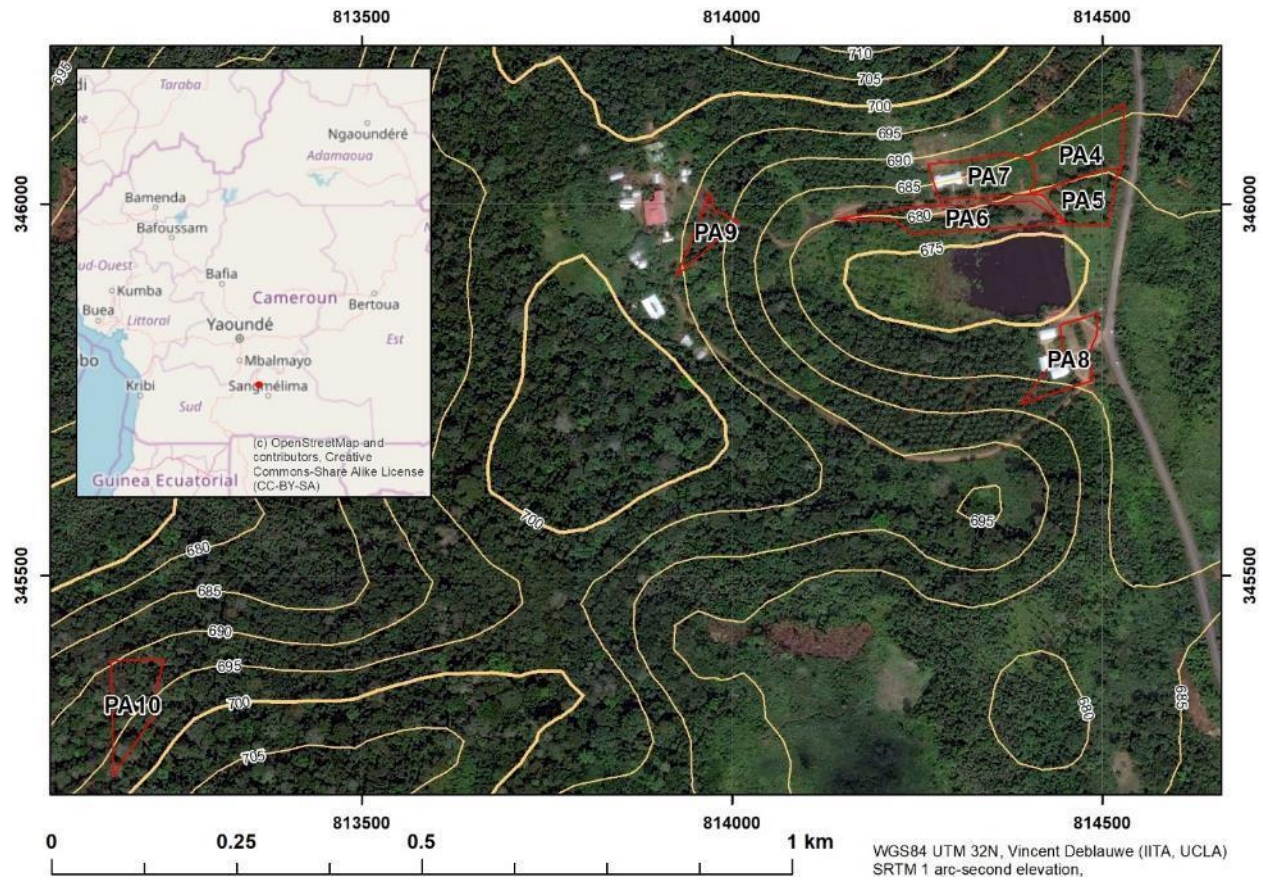 813500 814000 814500
695
710
705
700
695
690
685
Taraba
Ngaoundéré
Adamaoua
Bamenda
Bafoussam
ud-Ouest
Bafia
Kumba
Cameroun
Bertoua
Buea
Littoral
Yaoundé
Est
bo
Mbalmayo
Kribi
Sangmélima
Sud
Guinea Ecuatorial
(c) OpenStreetMap and
contributors, Creative
Commons-Share Alike License
(CC-BY-SA)
346000
346000
PA4
PA7
PA5
PA6
680
PA9
675
PA8
700
695
680
685
690
695
700
705
PA10
680
685
345500
345500
813500 814000 814500
0 0.25 0.5 1 km
WGS84 UTM 32N, Vincent Deblauwe (IITA, UCLA)
SRTM 1 arc-second elevation,